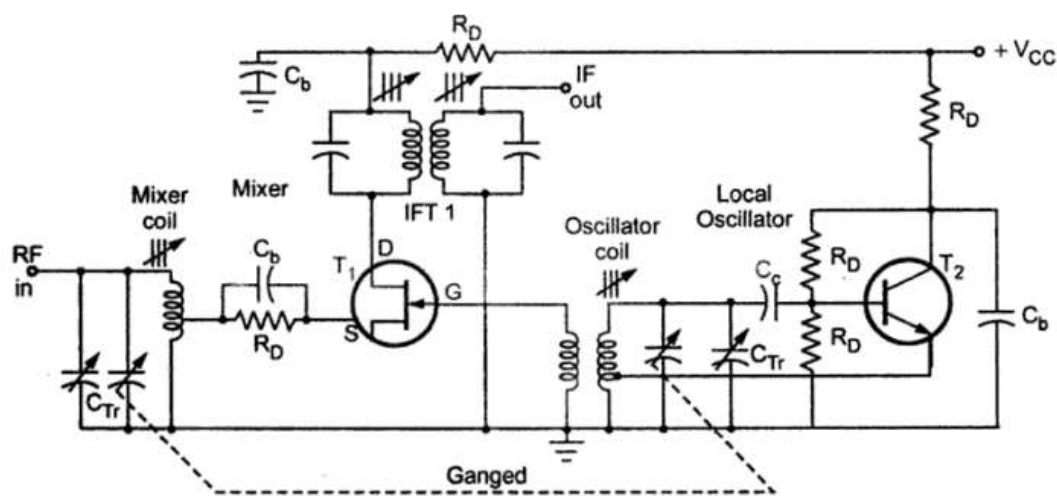 R_D
+ V_CC
C_b
IF
out
R_D
Mixer
coil
Mixer
IFT 1
Local
Oscillator
Oscillator
coil
RF
in
C_b
D
T_1
G
S
R_D
C_c
R_D
T_2
R_D
C_b
C_Tr
C_Tr
Ganged